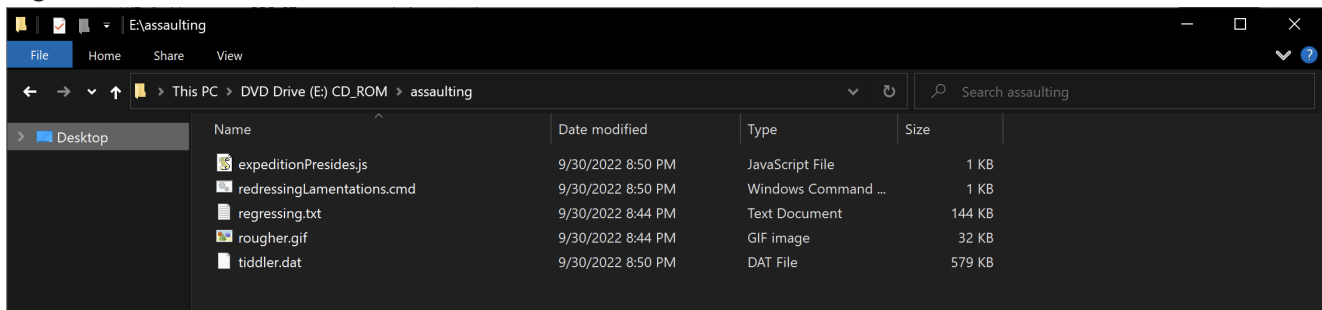 E:\assaulting
File Home Share View
This PC > DVD Drive (E:) CD_ROM > assaulting Search assaulting
Desktop
Name Date modified Type Size
expeditionPresides.js 9/30/2022 8:50 PM JavaScript File 1 KB
redressingLamentations.cmd 9/30/2022 8:50 PM Windows Command ... 1 KB
regressing.txt 9/30/2022 8:44 PM Text Document 144 KB
rougher.gif 9/30/2022 8:44 PM GIF image 32 KB
tiddler.dat 9/30/2022 8:50 PM DAT File 579 KB